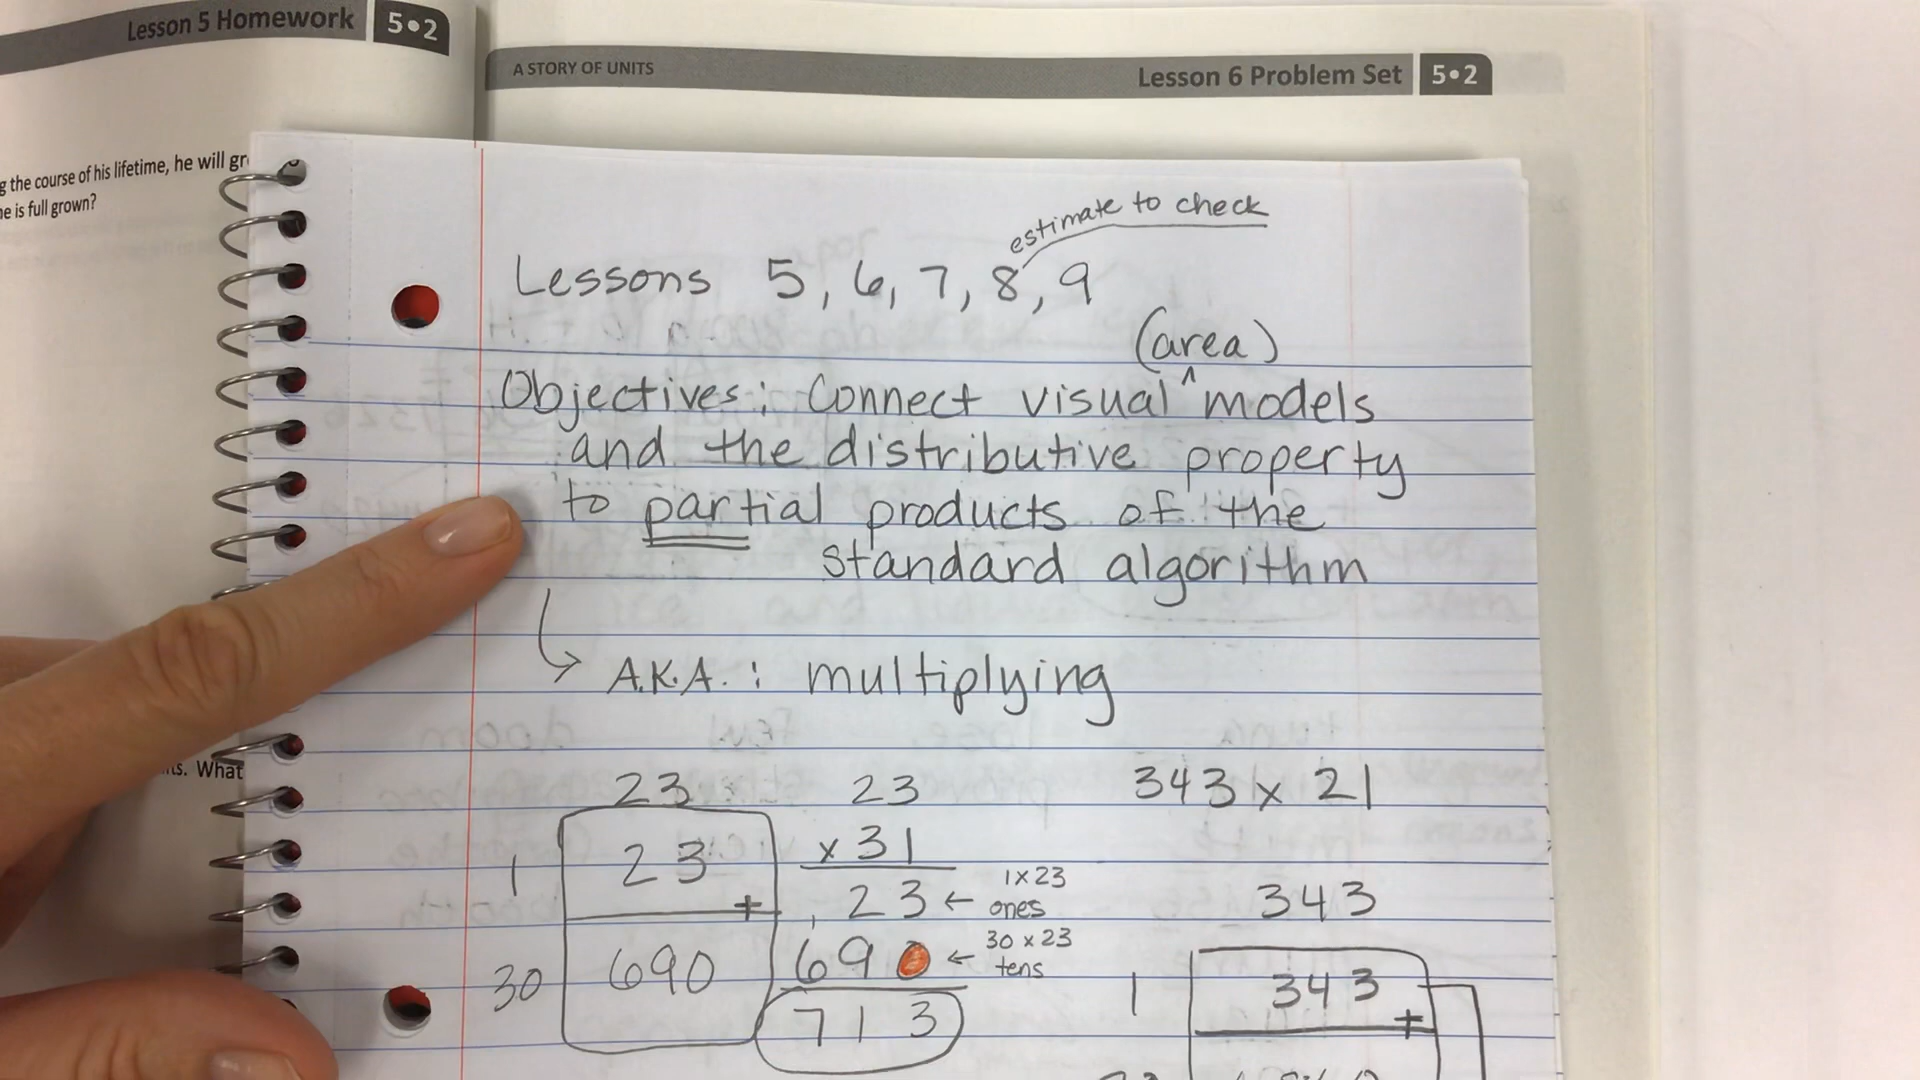 Lesson 5 Homework 5•2
A STORY OF UNITS
Lesson 6 Problem Set 5•2
the course of his lifetime, he will
is full grown?
What
estimate to check
Lessons 5, 6, 7, 8, 9
(area)
Objectives: Connect visual ^ models
and the distributive property
to partial products of the
standard algorithm
A.K.A.: multiplying
23
1 23 +
30 690
23
x 31
23 ← 1x23 ones
690 ← 30 x 23 tens
713
343 x 21
343
1 343 +